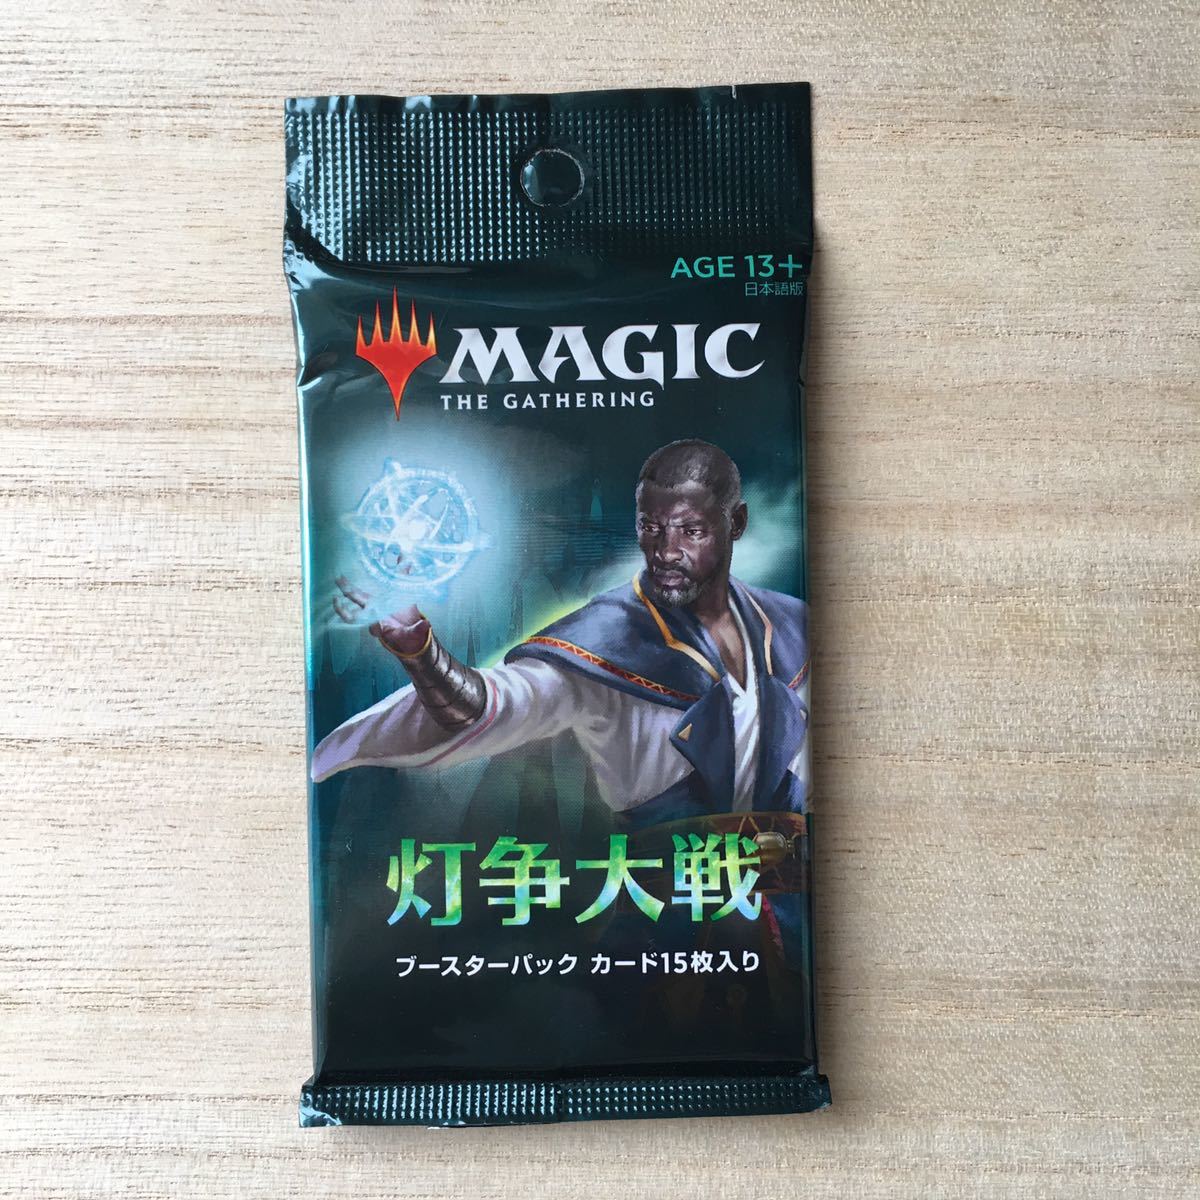 AGE 13+
日本語版
MAGIC
THE GATHERING
灯争大戦
ブースターパック カード15枚入り